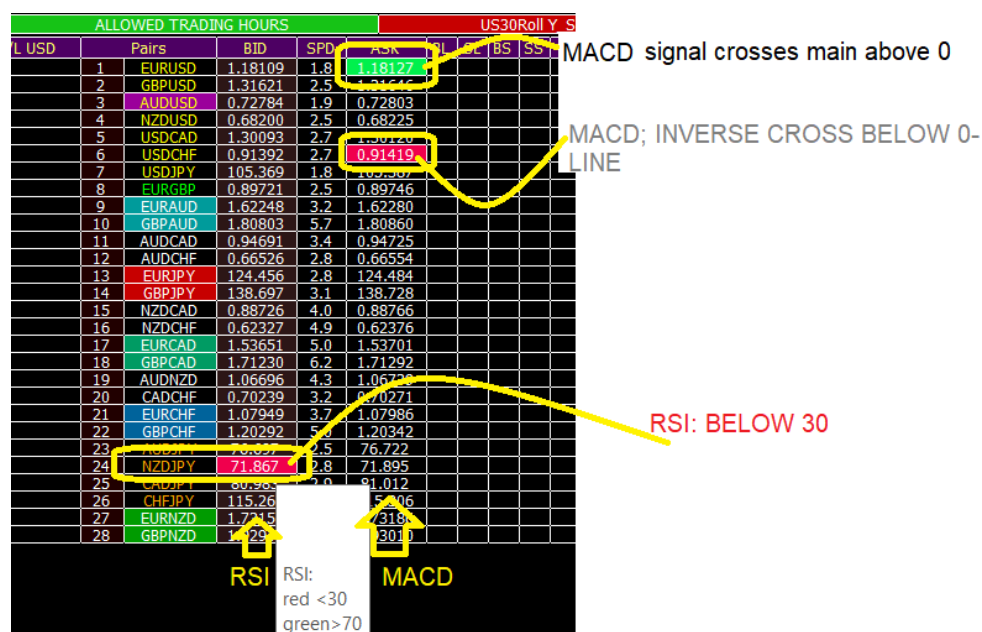 ALLOWED TRADING HOURS US30Roll Y S
/L USD Pairs BID SPD ASK BL SL BS SS
1 EURUSD 1.18109 1.8 1.18127
2 GBPUSD 1.31621 2.5 1.31646
3 AUDUSD 0.72784 1.9 0.72803
4 NZDUSD 0.68200 2.5 0.68225
5 USDCAD 1.30093 2.7
6 USDCHF 0.91392 2.7 0.91419
7 USDJPY 105.369 1.8
8 EURGBP 0.89721 2.5 0.89746
9 EURAUD 1.62248 3.2 1.62280
10 GBPAUD 1.80803 5.7 1.80860
11 AUDCAD 0.94691 3.4 0.94725
12 AUDCHF 0.66526 2.8 0.66554
13 EURJPY 124.456 2.8 124.484
14 GBPJPY 138.697 3.1 138.728
15 NZDCAD 0.88726 4.0 0.88766
16 NZDCHF 0.62327 4.9 0.62376
17 EURCAD 1.53651 5.0 1.53701
18 GBPCAD 1.71230 6.2 1.71292
19 AUDNZD 1.06696 4.3
20 CADCHF 0.70239 3.2 0.70271
21 EURCHF 1.07949 3.7 1.07986
22 GBPCHF 1.20292 1.20342
23 AUDJPY 2.5 76.722
24 NZDJPY 71.867 2.8 71.895
25 CADJPY 81.012
26 CHFJPY 115.26
27 EURNZD
28 GBPNZD
MACD signal crosses main above 0
MACD; INVERSE CROSS BELOW 0-
LINE
RSI: BELOW 30
RSI
MACD
RSI:
red <30
green>70